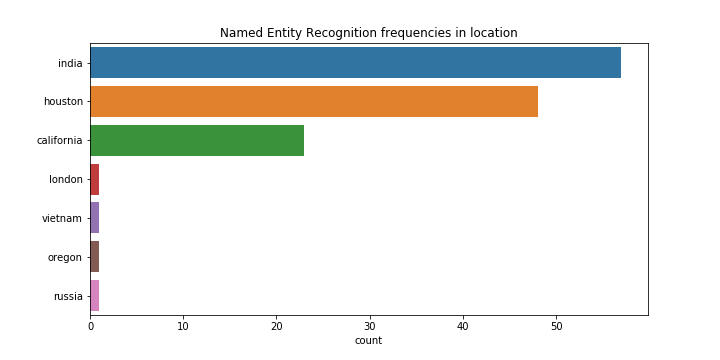 Named Entity Recognition frequencies in location
india
houston
california
london
vietnam
oregon
russia
0 10 20 30 40 50
count